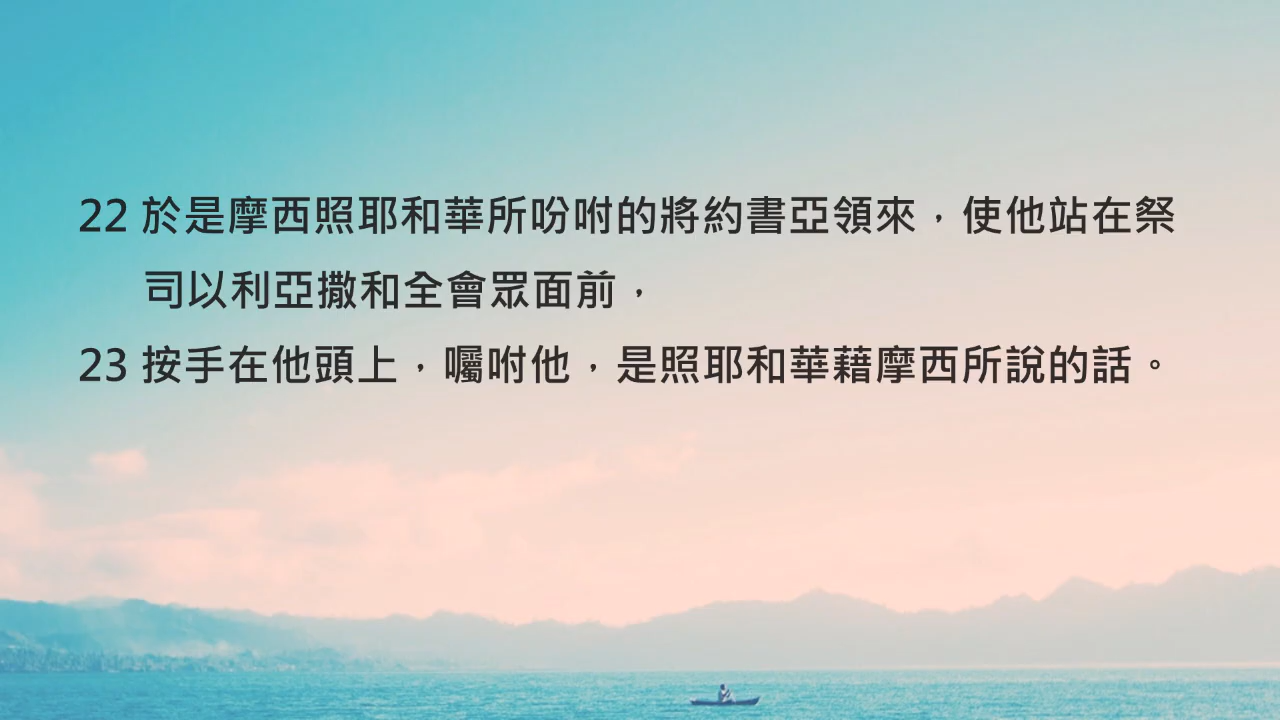 22 於是摩西照耶和華所吩咐的將約書亞領來，使他站在祭
司以利亞撒和全會眾面前，
23 按手在他頭上，囑咐他，是照耶和華藉摩西所說的話。